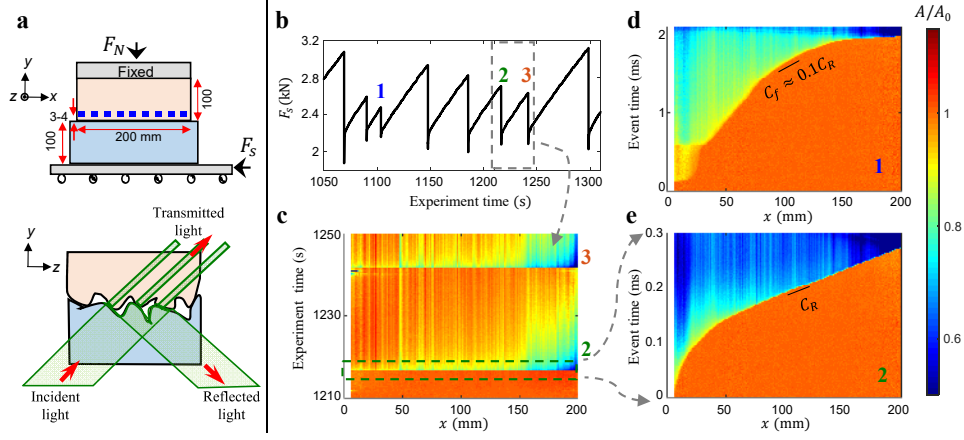 a
F_N
y
z
x
Fixed
100
3-4
200 mm
100
F_s
Transmitted
light
y
z
Incident
light
Reflected
light
b
F_s (kN)
3.2
2.8
2.4
2
1
2
3
1050
1100
1150
1200
1250
1300
Experiment time (s)
c
Experiment time (s)
1250
1230
1210
3
2
0
50
100
150
200
x (mm)
d
Event time (ms)
2
1
0
C_f ≈ 0.1C_R
1
0
50
100
150
200
x (mm)
e
Event time (ms)
0.3
0.2
0.1
0
C_R
2
0
50
100
150
200
x (mm)
A/A_0
1
0.8
0.6